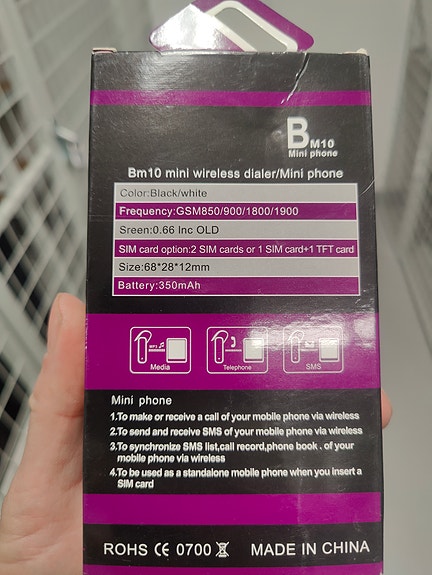 BM10
Mini phone
Bm10 mini wireless dialer/Mini phone
Color:Black/white
Frequency:GSM850/900/1800/1900
Sreen:0.66 Inc OLD
SIM card option:2 SIM cards or 1 SIM card+1 TFT card
Size:68*28*12mm
Battery:350mAh
MP3
Media
Telephone
SMS
Mini phone
1.To make or receive a call of your mobile phone via wireless
2.To send and receive SMS of your mobile phone via wireless
3.To synchronize SMS list,call record,phone book . of your
mobile phone via wireless
4.To be used as a standalone mobile phone when you insert a
SIM card
ROHS CE 0700 MADE IN CHINA